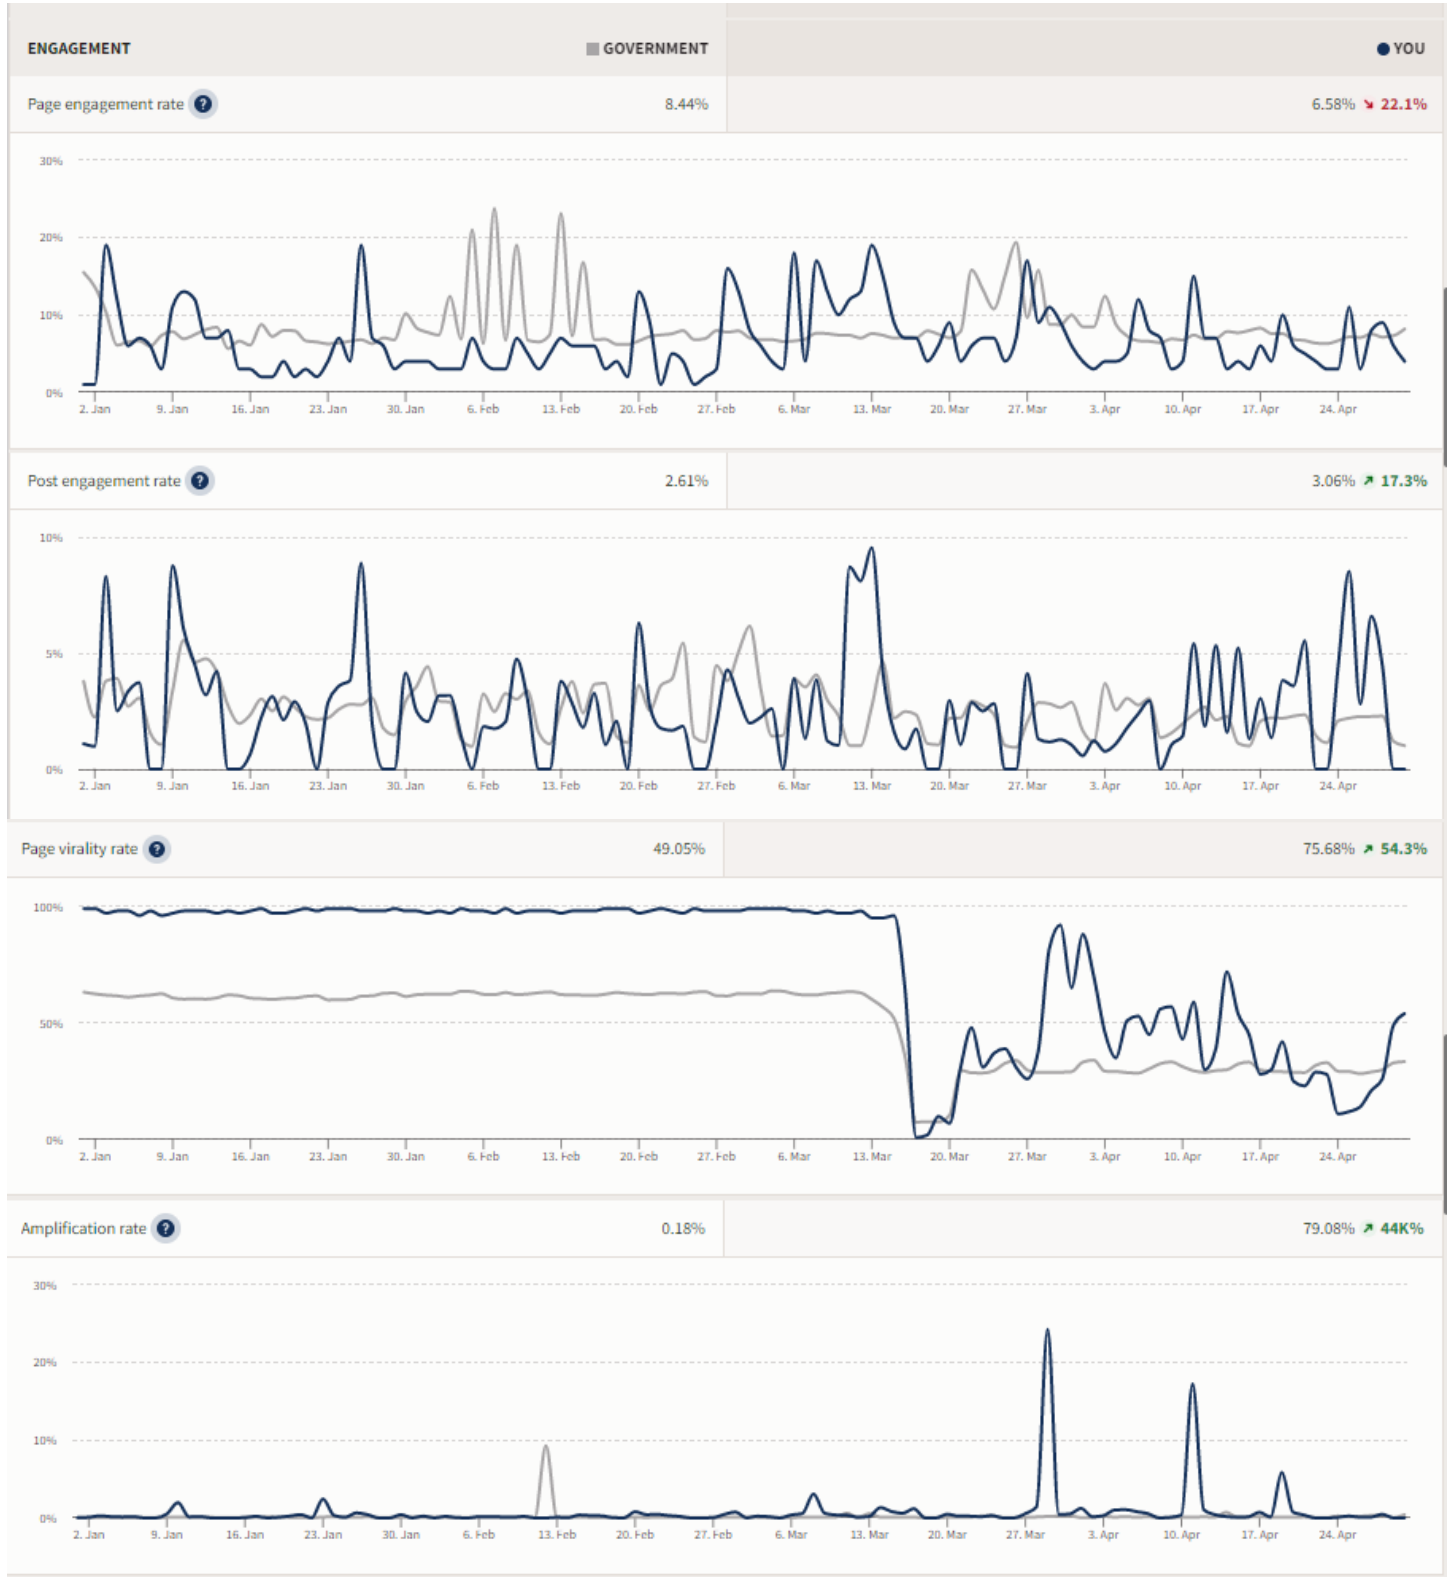 ENGAGEMENT GOVERNMENT YOU
Page engagement rate ? 8.44% 6.58% ↘ 22.1%
30%
20%
10%
0%
2. Jan 9. Jan 16. Jan 23. Jan 30. Jan 6. Feb 13. Feb 20. Feb 27. Feb 6. Mar 13. Mar 20. Mar 27. Mar 3. Apr 10. Apr 17. Apr 24. Apr
Post engagement rate ? 2.61% 3.06% ↗ 17.3%
10%
5%
0%
2. Jan 9. Jan 16. Jan 23. Jan 30. Jan 6. Feb 13. Feb 20. Feb 27. Feb 6. Mar 13. Mar 20. Mar 27. Mar 3. Apr 10. Apr 17. Apr 24. Apr
Page virality rate ? 49.05% 75.68% ↗ 54.3%
100%
50%
0%
2. Jan 9. Jan 16. Jan 23. Jan 30. Jan 6. Feb 13. Feb 20. Feb 27. Feb 6. Mar 13. Mar 20. Mar 27. Mar 3. Apr 10. Apr 17. Apr 24. Apr
Amplification rate ? 0.18% 79.08% ↗ 44K%
30%
20%
10%
0%
2. Jan 9. Jan 16. Jan 23. Jan 30. Jan 6. Feb 13. Feb 20. Feb 27. Feb 6. Mar 13. Mar 20. Mar 27. Mar 3. Apr 10. Apr 17. Apr 24. Apr